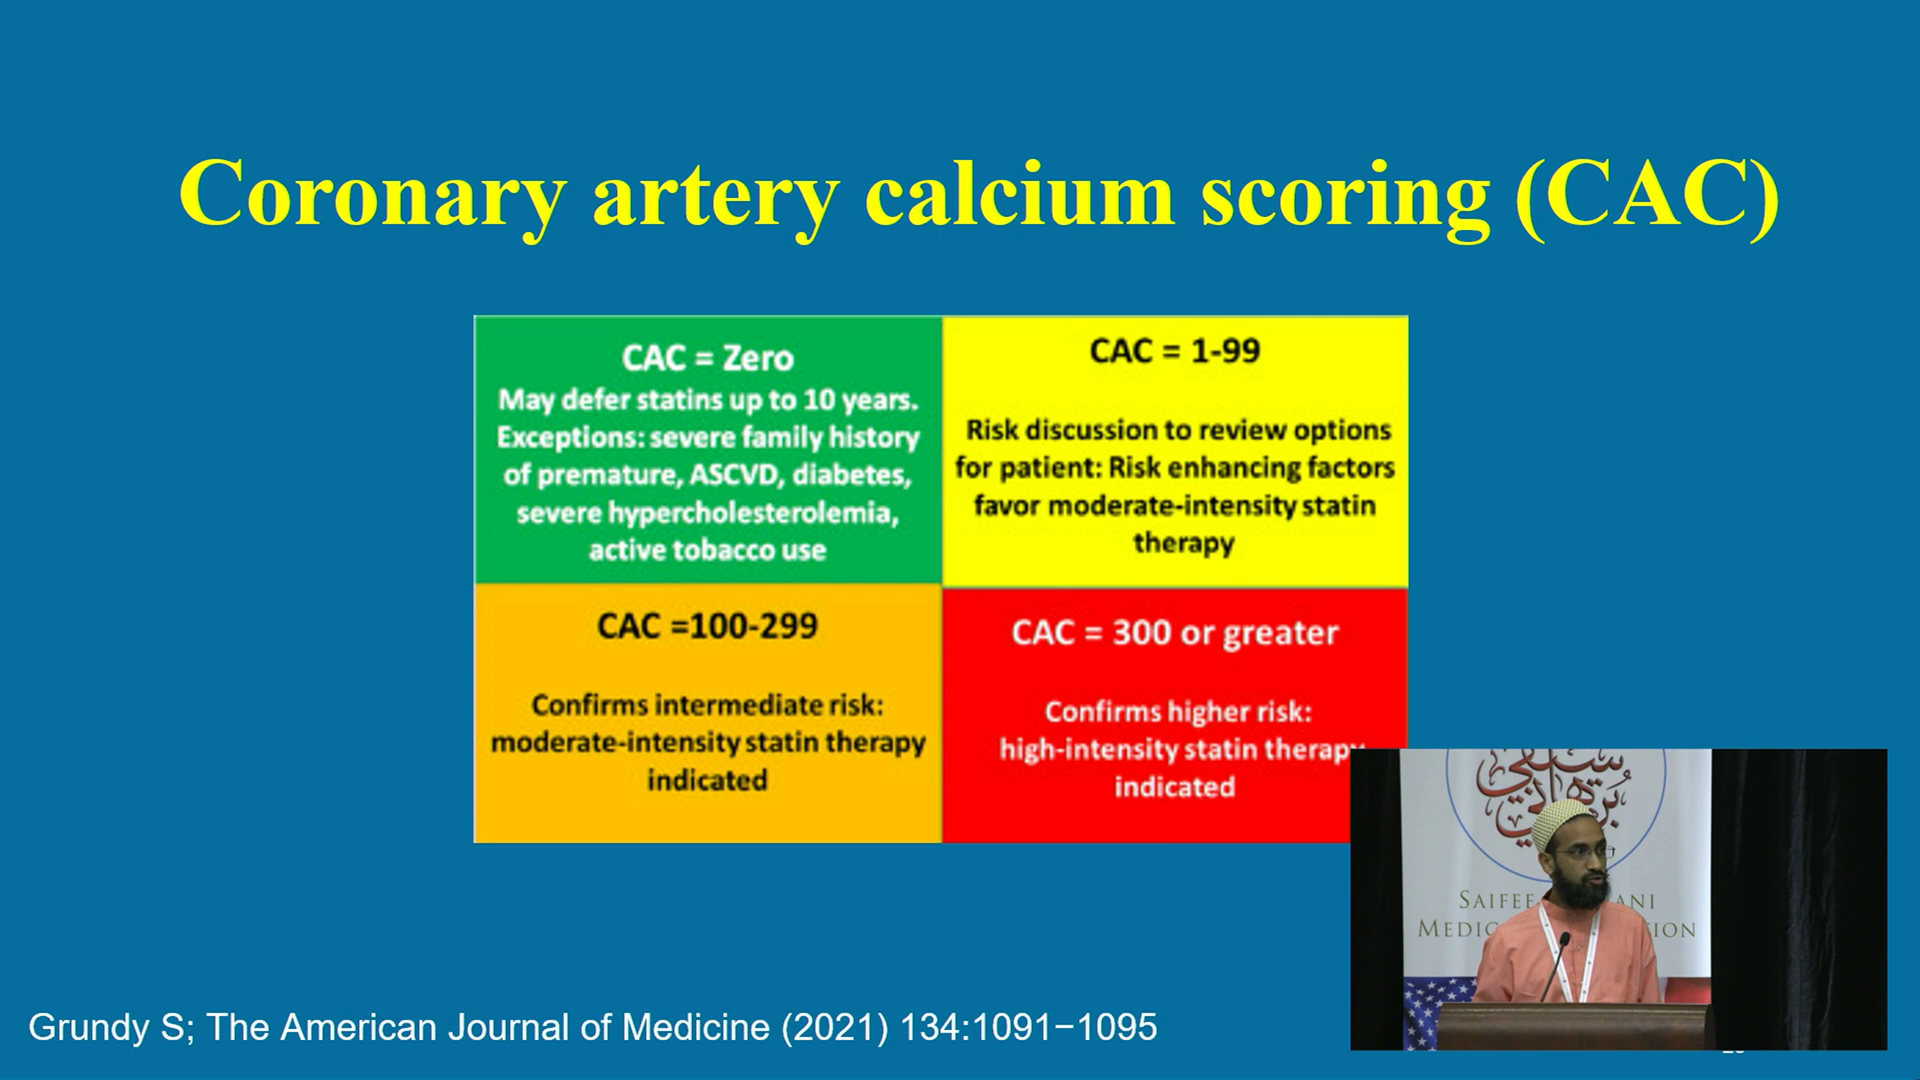 Coronary artery calcium scoring (CAC)
CAC = Zero
May defer statins up to 10 years.
Exceptions: severe family history
of premature, ASCVD, diabetes,
severe hypercholesterolemia,
active tobacco use
CAC = 1-99
Risk discussion to review options
for patient: Risk enhancing factors
favor moderate-intensity statin
therapy
CAC =100-299
Confirms intermediate risk:
moderate-intensity statin therapy
indicated
CAC = 300 or greater
Confirms higher risk:
high-intensity statin therapy
indicated
سيفي
برهاني
SAIFEE ANI
MEDIC ION
Grundy S; The American Journal of Medicine (2021) 134:1091−1095